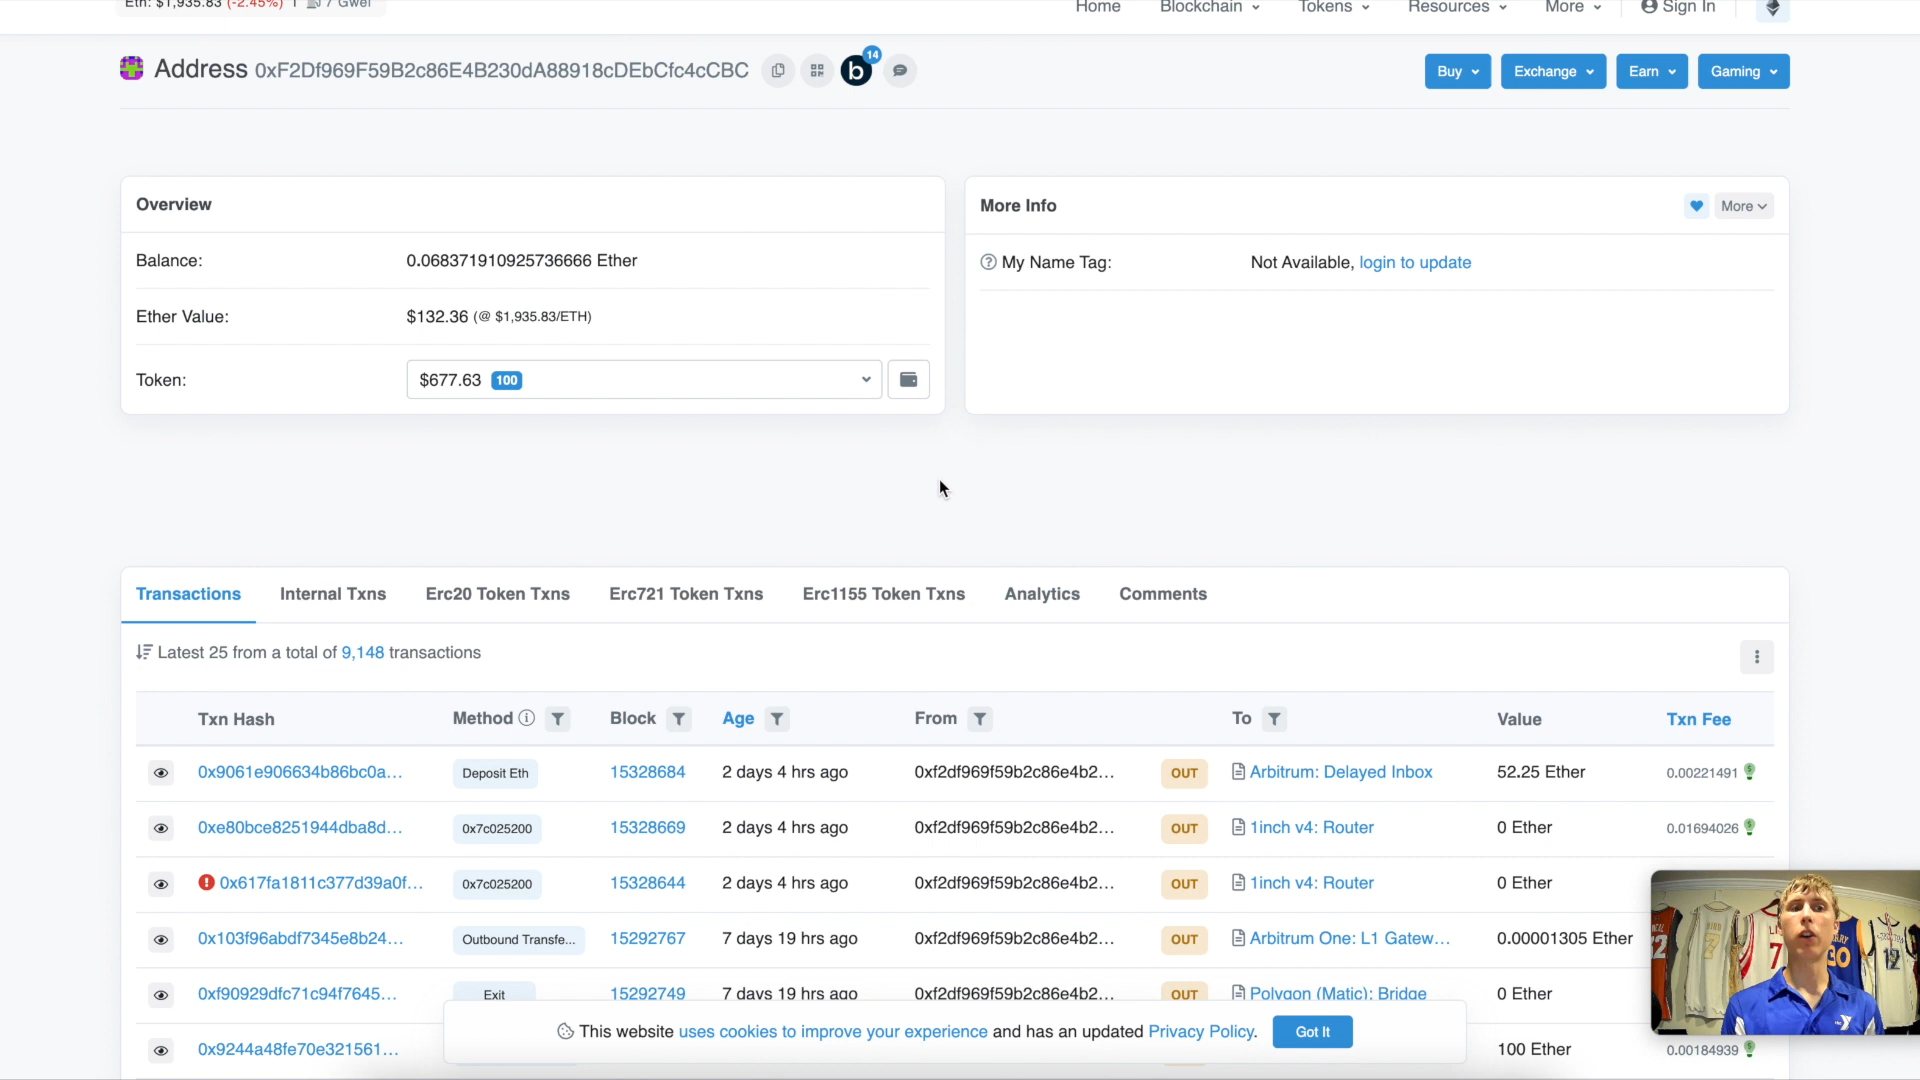 Eth: $1,935.83 (-2.45%) | 7 Gwei
Home Blockchain Tokens Resources More Sign In
Address 0xF2Df969F59B2c86E4B230dA88918cDEbCfc4cCBC
14
Buy Exchange Earn Gaming
Overview
Balance: 0.068371910925736666 Ether
Ether Value: $132.36 (@ $1,935.83/ETH)
Token: $677.63 100
More Info
More
My Name Tag: Not Available, login to update
Transactions Internal Txns Erc20 Token Txns Erc721 Token Txns Erc1155 Token Txns Analytics Comments
Latest 25 from a total of 9,148 transactions
Txn Hash Method Block Age From To Value Txn Fee
0x9061e906634b86bc0a... Deposit Eth 15328684 2 days 4 hrs ago 0xf2df969f59b2c86e4b2... OUT Arbitrum: Delayed Inbox 52.25 Ether 0.00221491
0xe80bce8251944dba8d... 0x7c025200 15328669 2 days 4 hrs ago 0xf2df969f59b2c86e4b2... OUT 1inch v4: Router 0 Ether 0.01694026
0x617fa1811c377d39a0f... 0x7c025200 15328644 2 days 4 hrs ago 0xf2df969f59b2c86e4b2... OUT 1inch v4: Router 0 Ether
0x103f96abdf7345e8b24... Outbound Transfe... 15292767 7 days 19 hrs ago 0xf2df969f59b2c86e4b2... OUT Arbitrum One: L1 Gatew... 0.00001305 Ether
0xf90929dfc71c94f7645... Exit 15292749 7 days 19 hrs ago 0xf2df969f59b2c86e4b2... OUT Polygon (Matic): Bridge 0 Ether
This website uses cookies to improve your experience and has an updated Privacy Policy. Got It
0x9244a48fe70e321561... 100 Ether 0.00184939